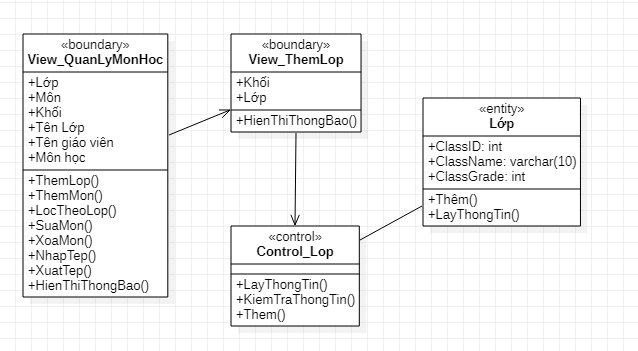 «boundary»
View_QuanLyMonHoc
+Lớp
+Môn
+Khối
+Tên Lớp
+Tên giáo viên
+Môn học
+ThemLop()
+ThemMon()
+LocTheoLop()
+SuaMon()
+XoaMon()
+NhapTep()
+XuatTep()
+HienThiThongBao()
«boundary»
View_ThemLop
+Khối
+Lớp
+HienThiThongBao()
«control»
Control_Lop
+LayThongTin()
+KiemTraThongTin()
+Them()
«entity»
Lớp
+ClassID: int
+ClassName: varchar(10)
+ClassGrade: int
+Thêm()
+LayThongTin()